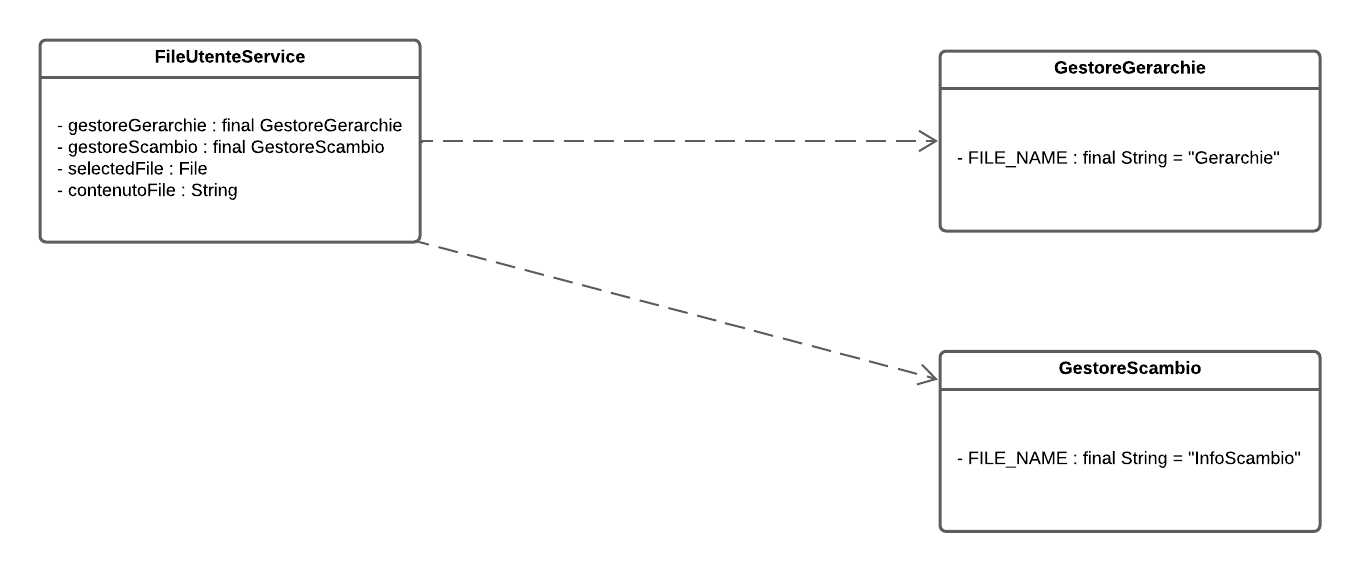 FileUtenteService
- gestoreGerarchie : final GestoreGerarchie
- gestoreScambio : final GestoreScambio
- selectedFile : File
- contenutoFile : String
GestoreGerarchie
- FILE_NAME : final String = "Gerarchie"
GestoreScambio
- FILE_NAME : final String = "InfoScambio"